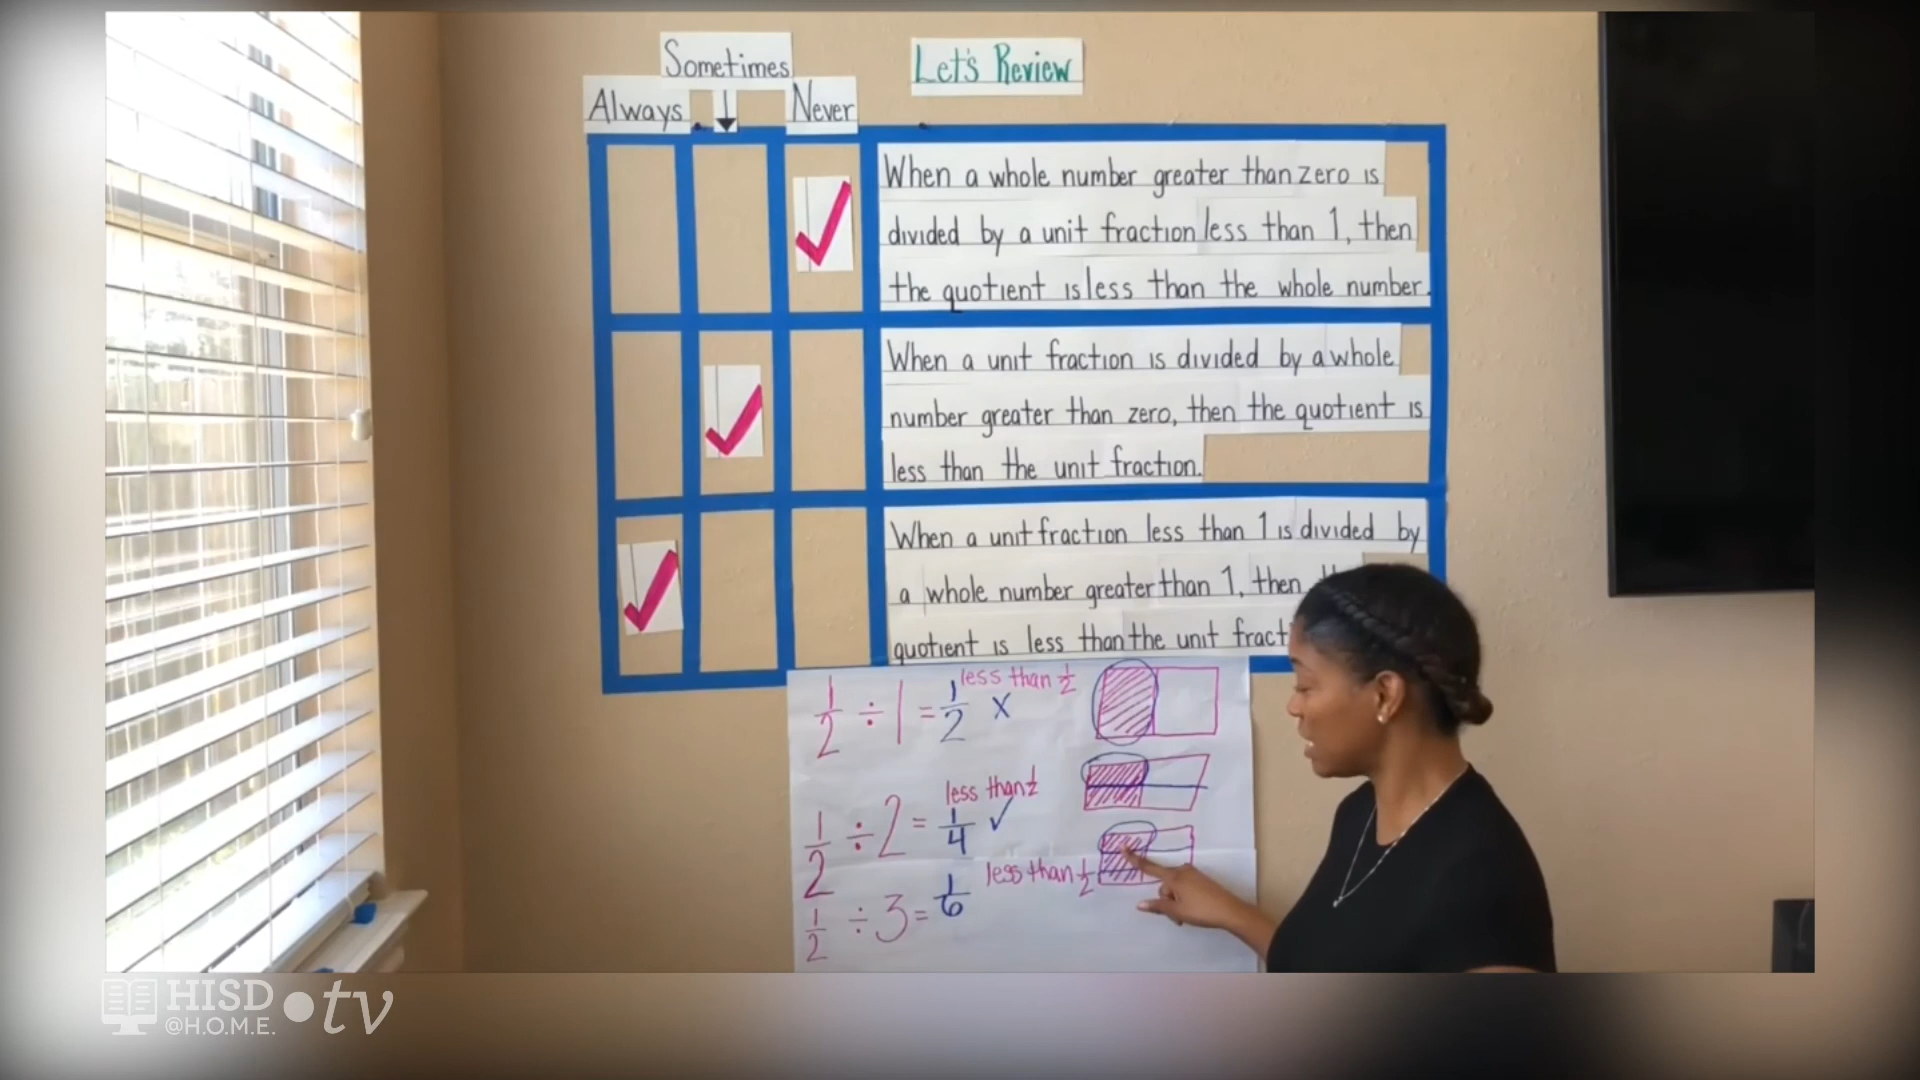 Sometimes
Let's Review
Always
Never
When a whole number greater than zero is
divided by a unit fraction less than 1, then
the quotient is less than the whole number.
When a unit fraction is divided by a whole
number greater than zero, then the quotient is
less than the unit fraction.
When a unit fraction less than 1 is divided by
a whole number greater than 1, then
quotient is less than the unit fract
1/2 ÷ 1 = 1/2 X less than 1/2
1/2 ÷ 2 = 1/4 ✓ less than 1/2
1/2 ÷ 3 = 1/6 less than 1/2
HISD
@H.O.M.E.
•tv